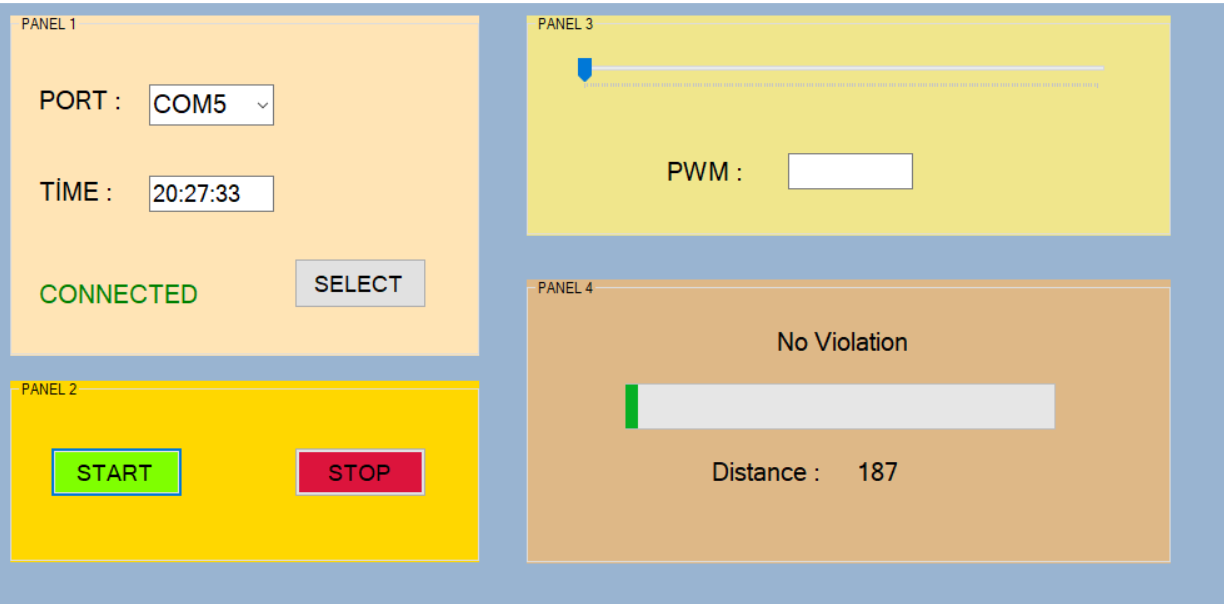 PANEL 1
PORT : COM5
TİME : 20:27:33
CONNECTED SELECT
PANEL 2
START STOP
PANEL 3
PWM :
PANEL 4
No Violation
Distance : 187